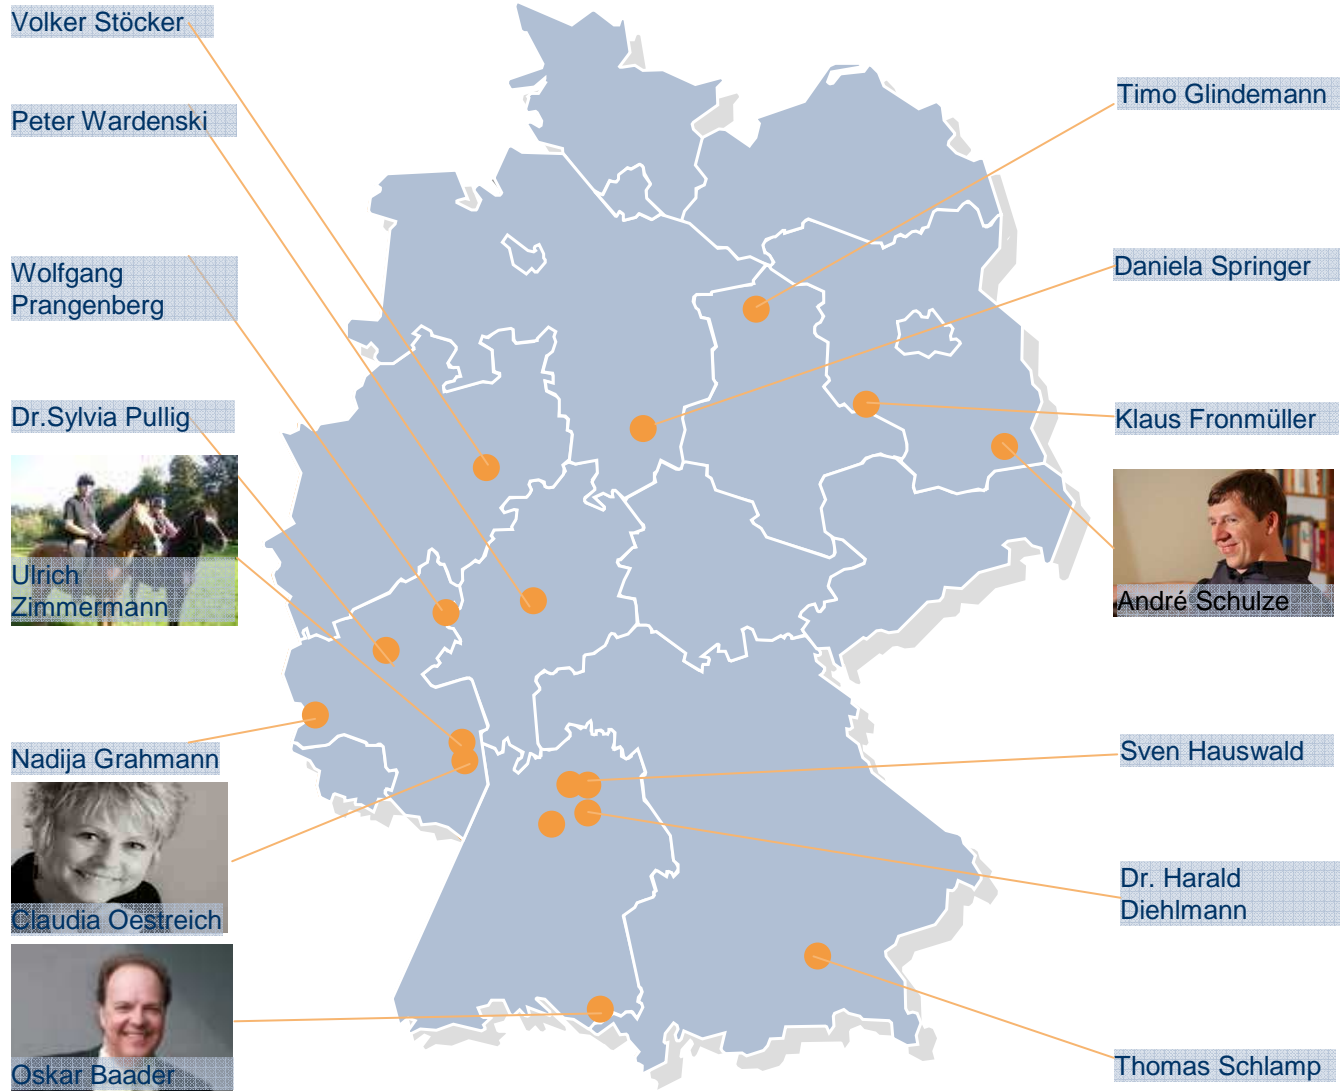 Volker Stöcker
Peter Wardenski
Wolfgang
Prangenberg
Dr.Sylvia Pullig
Ulrich
Zimmermann
Nadija Grahmann
Claudia Oestreich
Oskar Baader
Timo Glindemann
Daniela Springer
Klaus Fronmüller
André Schulze
Sven Hauswald
Dr. Harald
Diehlmann
Thomas Schlamp